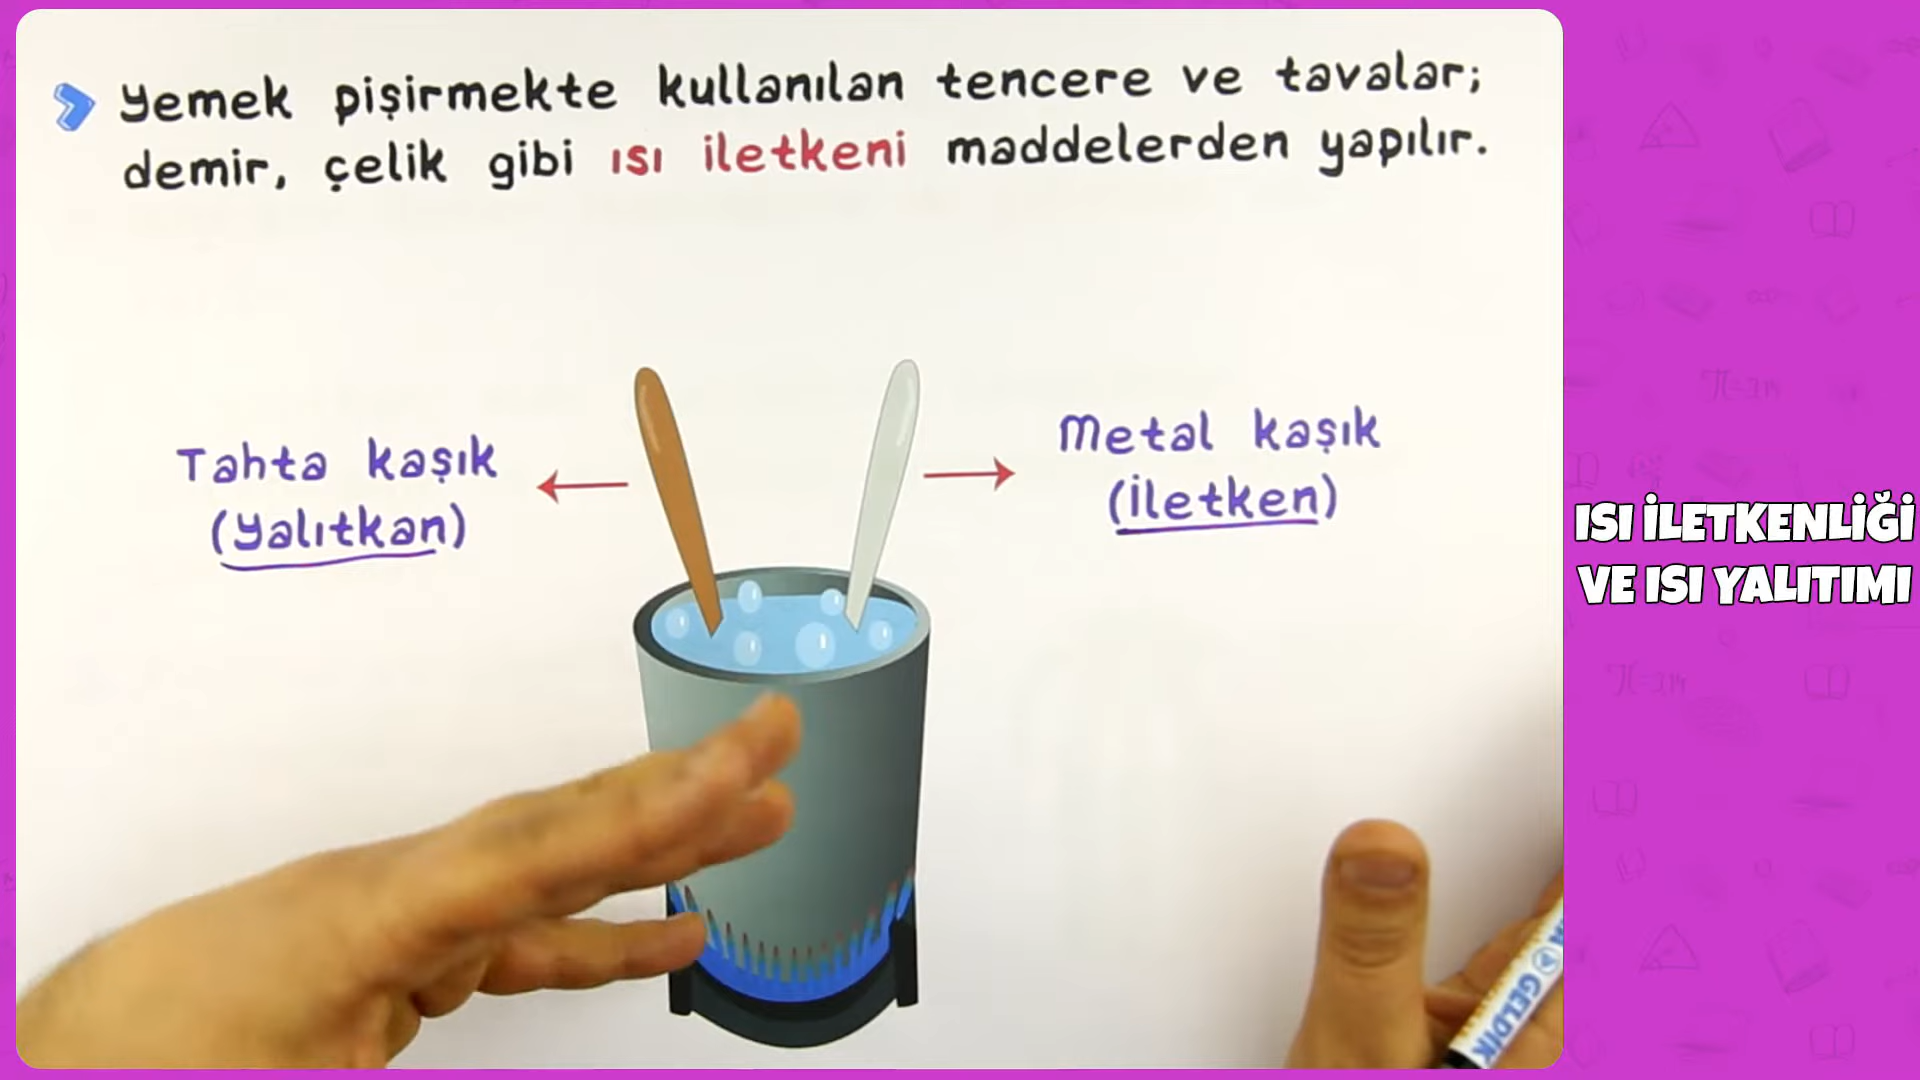 Yemek pişirmekte kullanılan tencere ve tavalar;
demir, çelik gibi ısı iletkeni maddelerden yapılır.
Tahta kaşık
(Yalıtkan)
Metal kaşık
(İletken)
ISI İLETKENLİĞİ
VE ISI YALITIMI
GELDİK